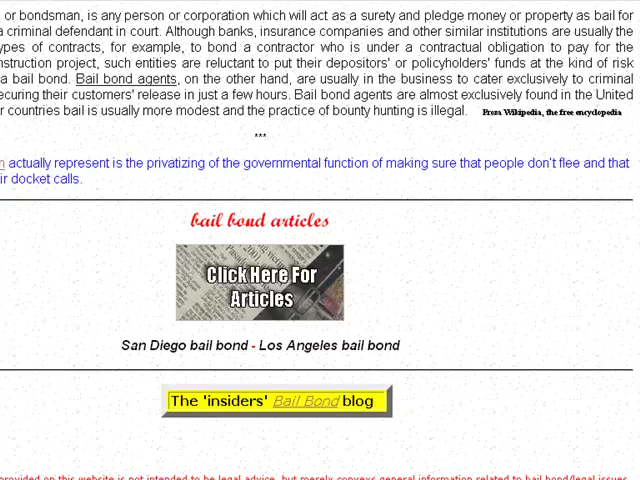 or bondsman, is any person or corporation which will act as a surety and pledge money or property as bail for
a criminal defendant in court. Although banks, insurance companies and other similar institutions are usually the
ypes of contracts, for example, to bond a contractor who is under a contractual obligation to pay for the
nstruction project, such entities are reluctant to put their depositors' or policyholders' funds at the kind of risk
a bail bond. Bail bond agents, on the other hand, are usually in the business to cater exclusively to criminal
ecuring their customers' release in just a few hours. Bail bond agents are almost exclusively found in the United
r countries bail is usually more modest and the practice of bounty hunting is illegal. From Wikipedia, the free encyclopedia
***
n actually represent is the privatizing of the governmental function of making sure that people don't flee and that
ir docket calls.
bail bond articles
Click Here For
Articles
San Diego bail bond - Los Angeles bail bond
The 'insiders' Bail Bond blog
provided on this website is not intended to be legal advice, but merely conveys general information related to bail bond/legal issues